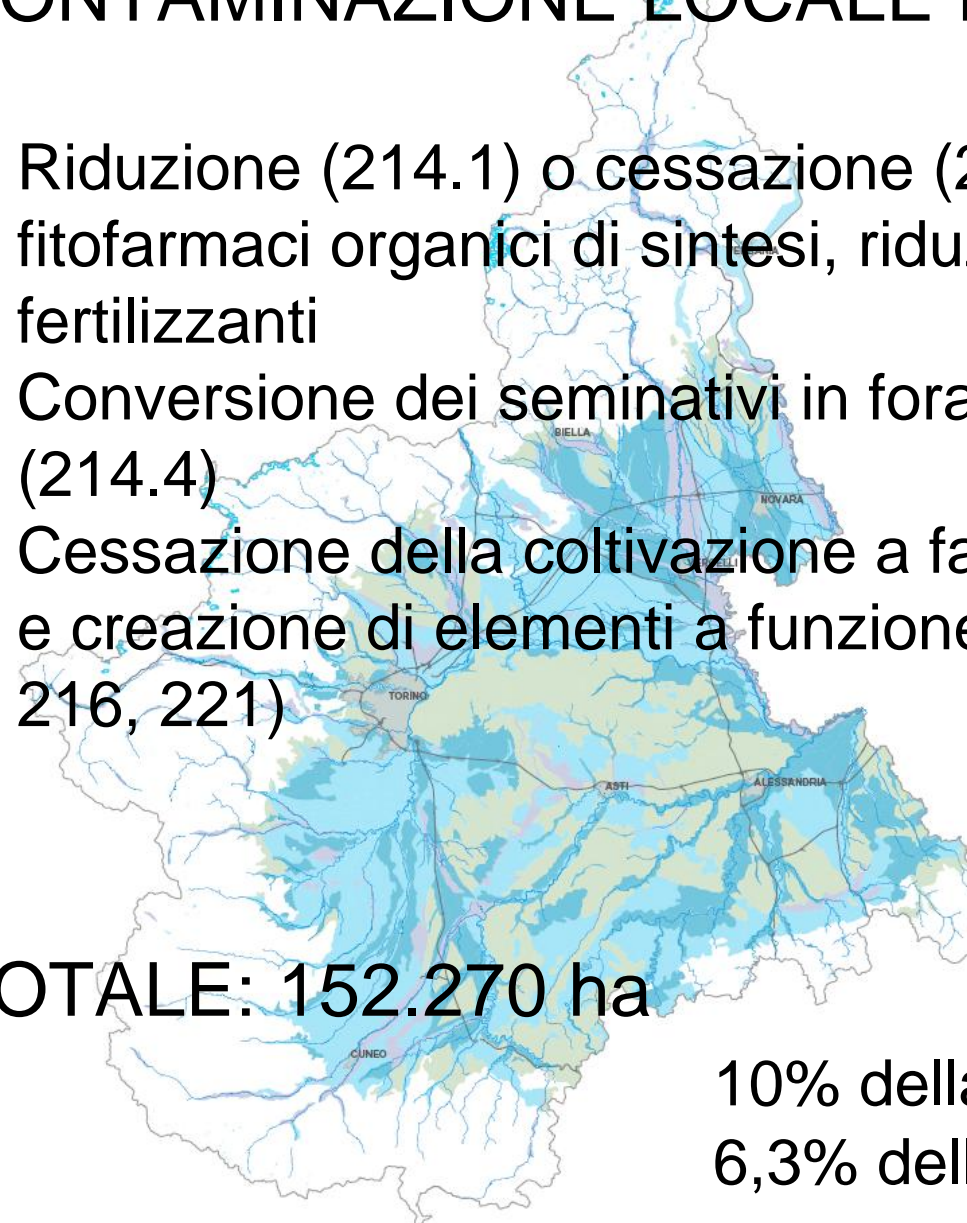 ONTAMINAZIONE LOCALE
Riduzione (214.1) o cessazione (2
fitofarmaci organici di sintesi, ridu
fertilizzanti
Conversione dei seminativi in fora
BIELLA
(214.4)
NOVARA
Cessazione della coltivazione a fa
e creazione di elementi a funzione
TORINO
216, 221)
ASTI
ALESSANDRIA
OTALE: 152.270 ha
CUNEO
10% della
6,3% dell